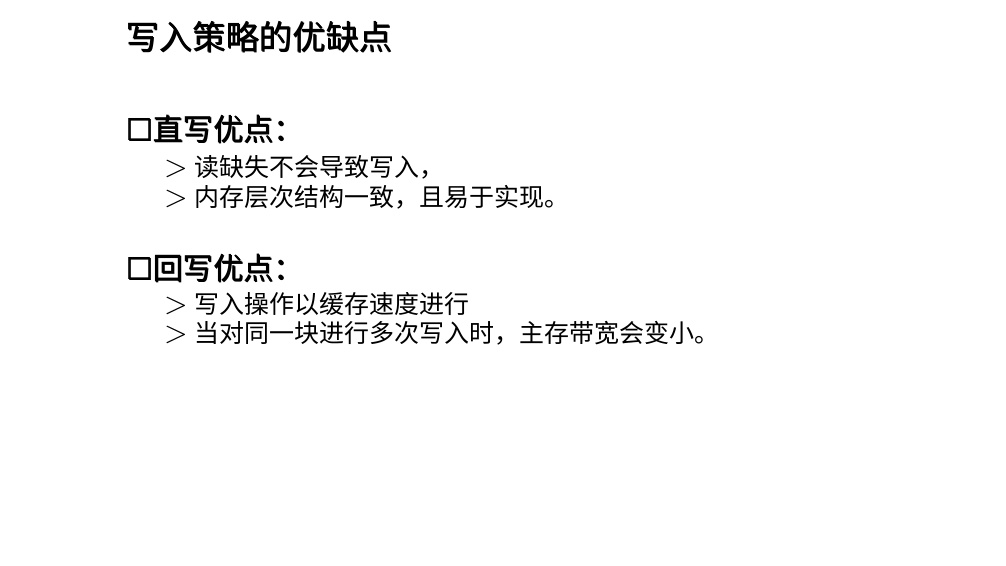 写入策略的优缺点
□直写优点：
＞ 读缺失不会导致写入，
＞ 内存层次结构一致，且易于实现。
□回写优点：
＞ 写入操作以缓存速度进行
＞ 当对同一块进行多次写入时，主存带宽会变小。